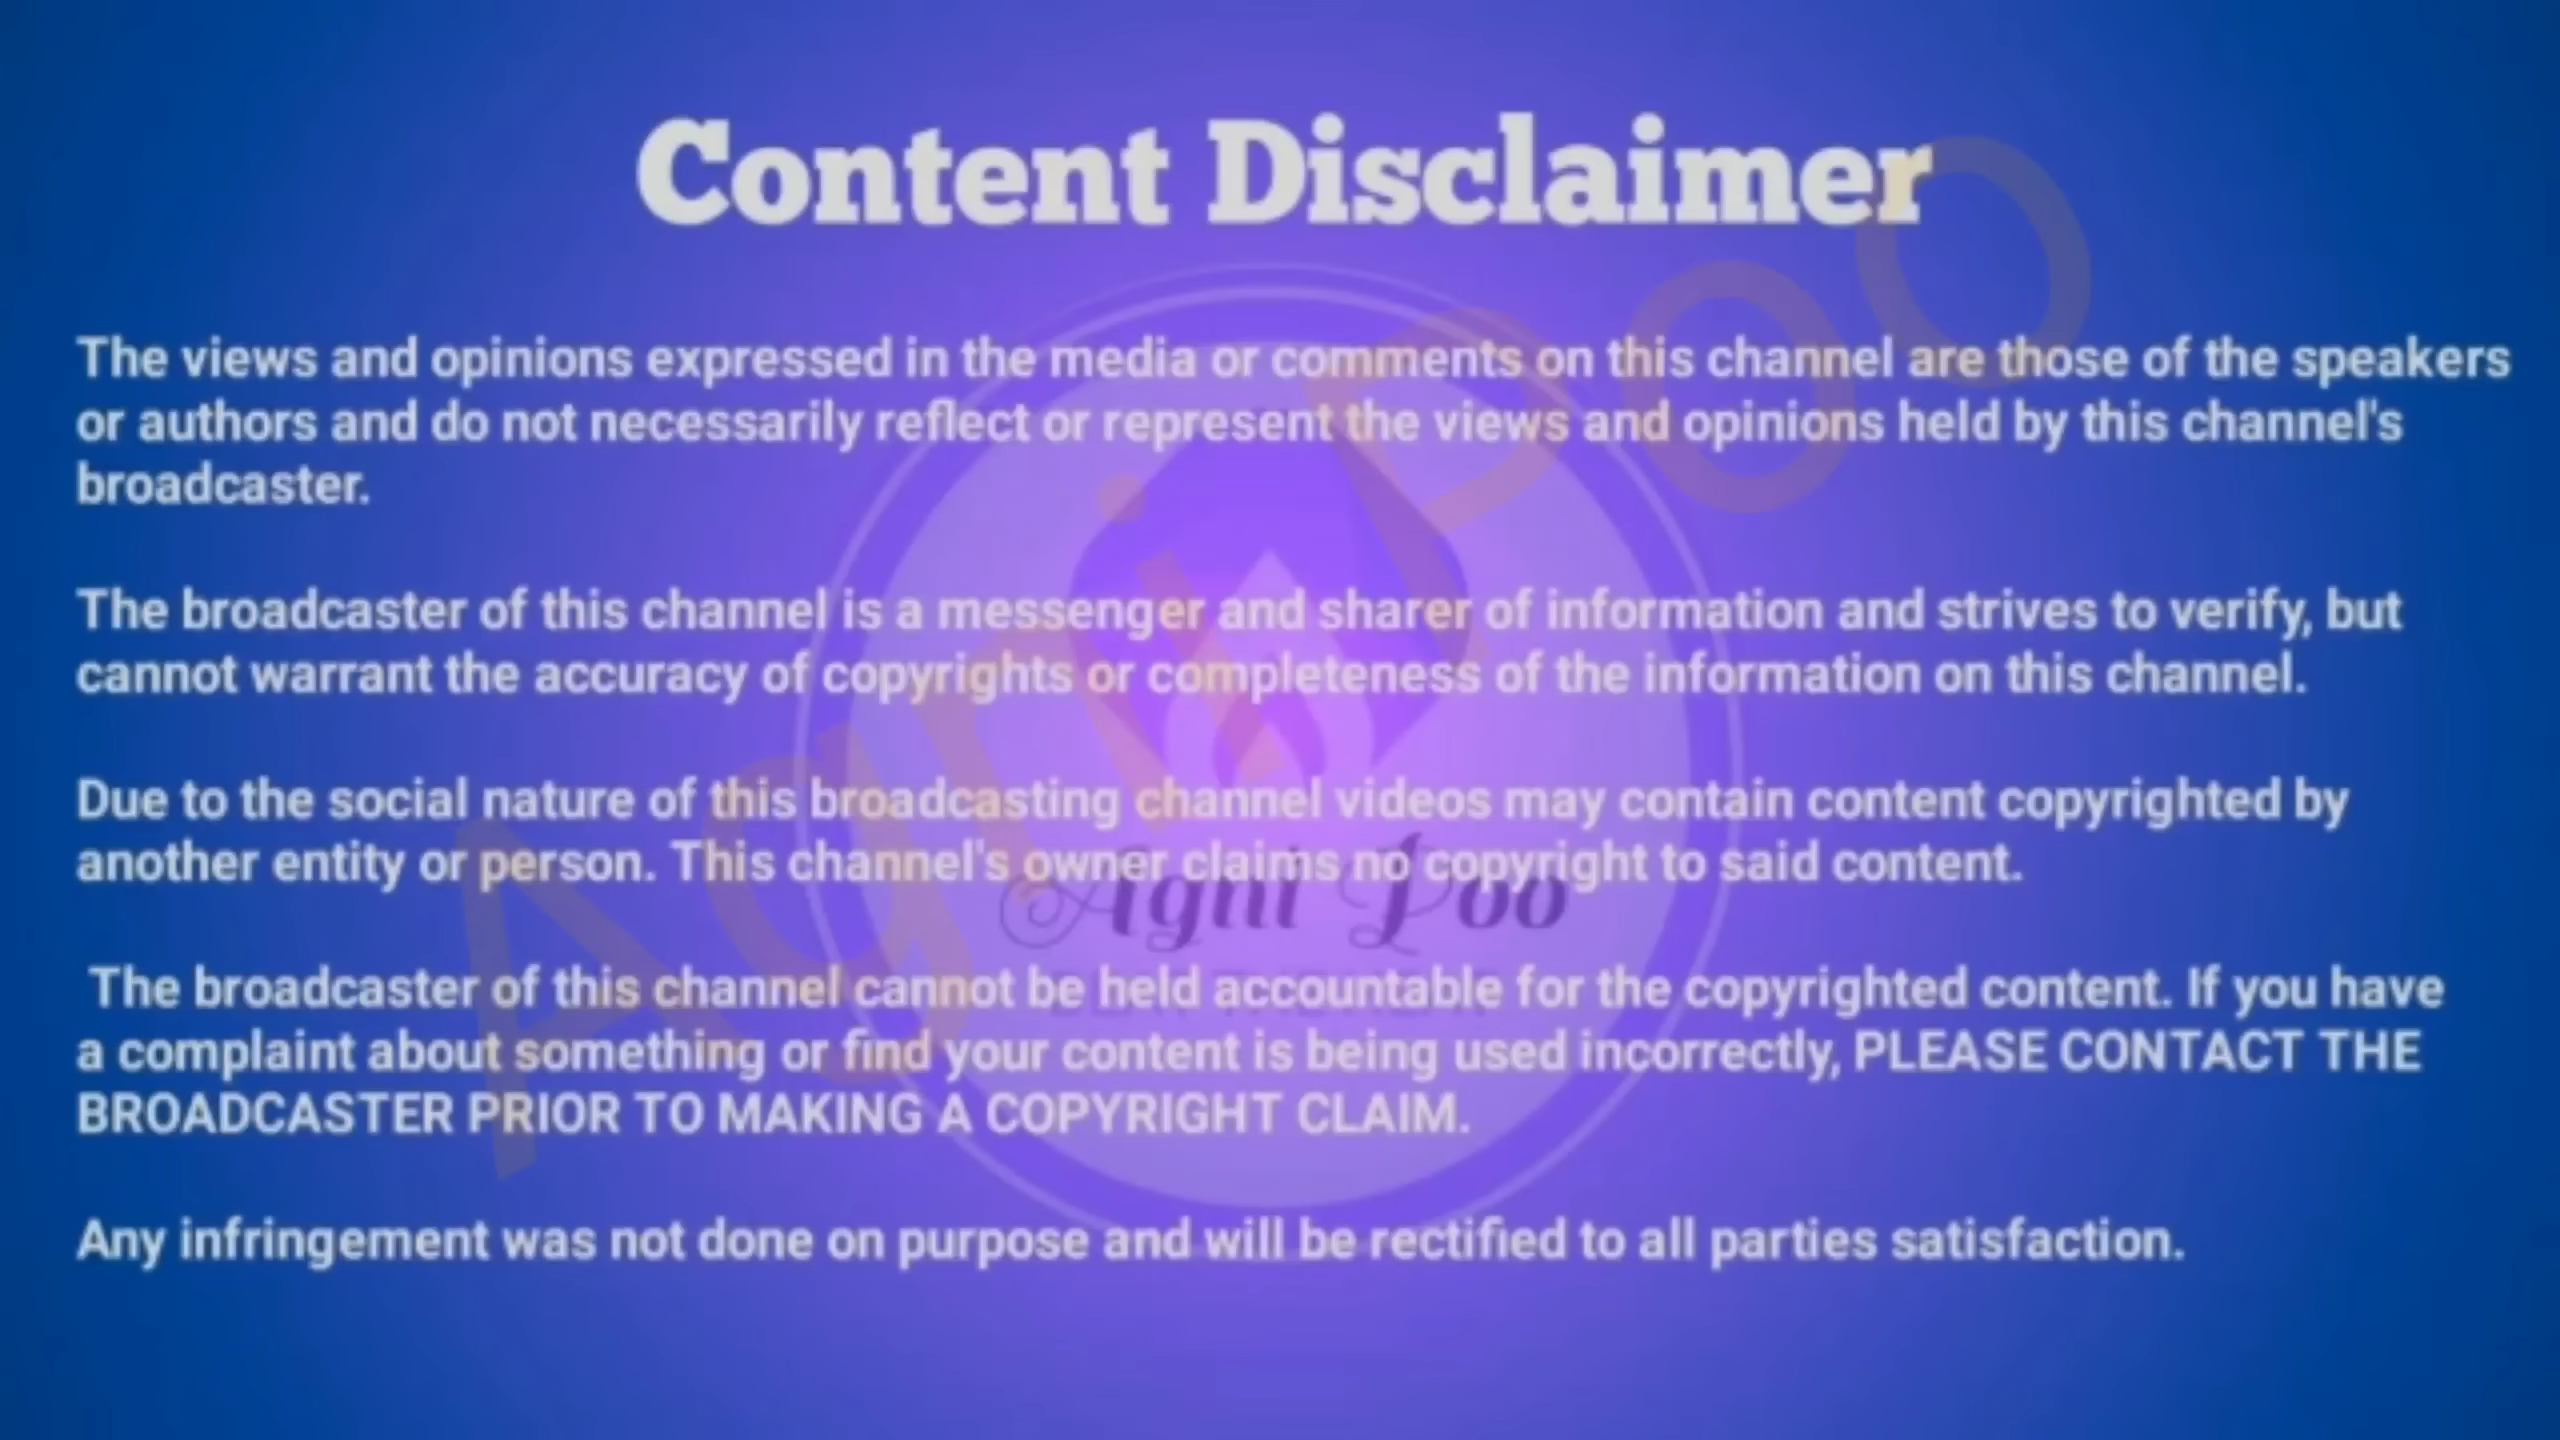 Content Disclaimer
The views and opinions expressed in the media or comments on this channel are those of the speakers
or authors and do not necessarily reflect or represent the views and opinions held by this channel's
broadcaster.
The broadcaster of this channel is a messenger and sharer of information and strives to verify, but
cannot warrant the accuracy of copyrights or completeness of the information on this channel.
Due to the social nature of this broadcasting channel videos may contain content copyrighted by
another entity or person. This channel's owner claims no copyright to said content.
Agni Poo
The broadcaster of this channel cannot be held accountable for the copyrighted content. If you have
a complaint about something or find your content is being used incorrectly, PLEASE CONTACT THE
BROADCASTER PRIOR TO MAKING A COPYRIGHT CLAIM.
Any infringement was not done on purpose and will be rectified to all parties satisfaction.
Agni Poo